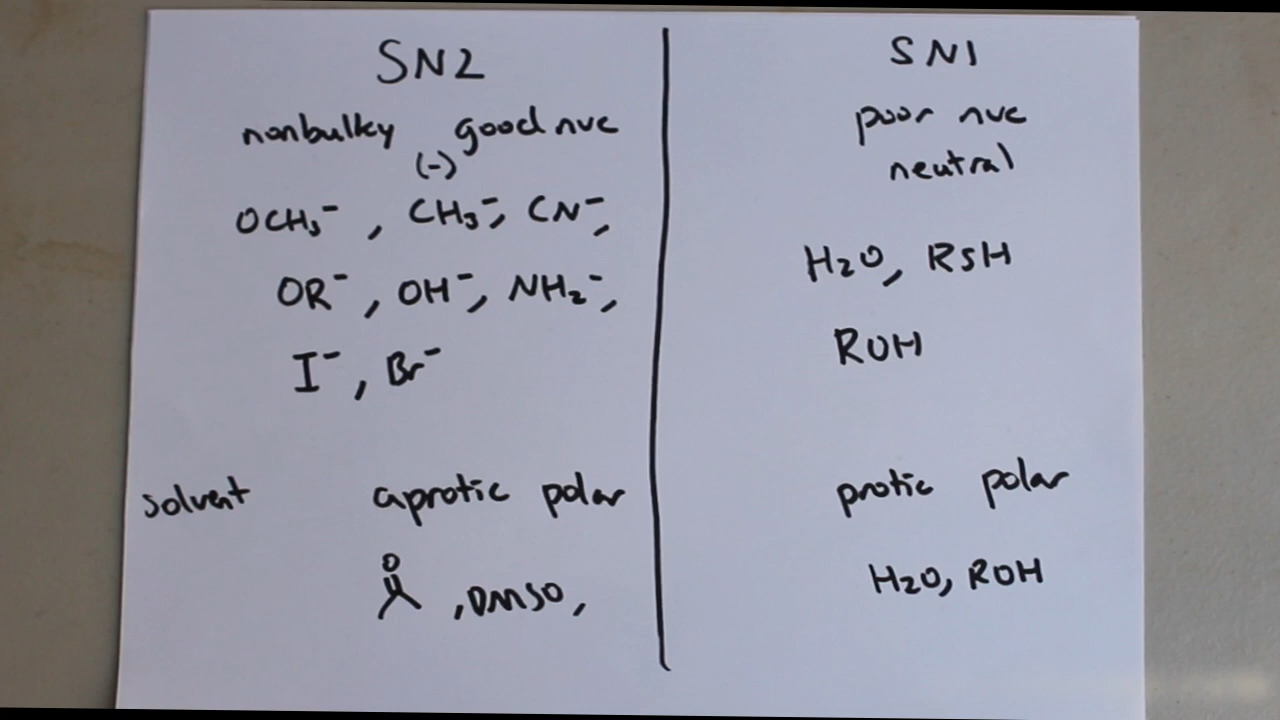 SN2
nonbulky good nuc
(-)
OCH₃⁻, CH₃⁻, CN⁻,
OR⁻, OH⁻, NH₂⁻,
I⁻, Br⁻
solvent aprotic polar
O
, DMSO,
SN1
poor nuc
neutral
H₂O, RSH
ROH
protic polar
H₂O, ROH